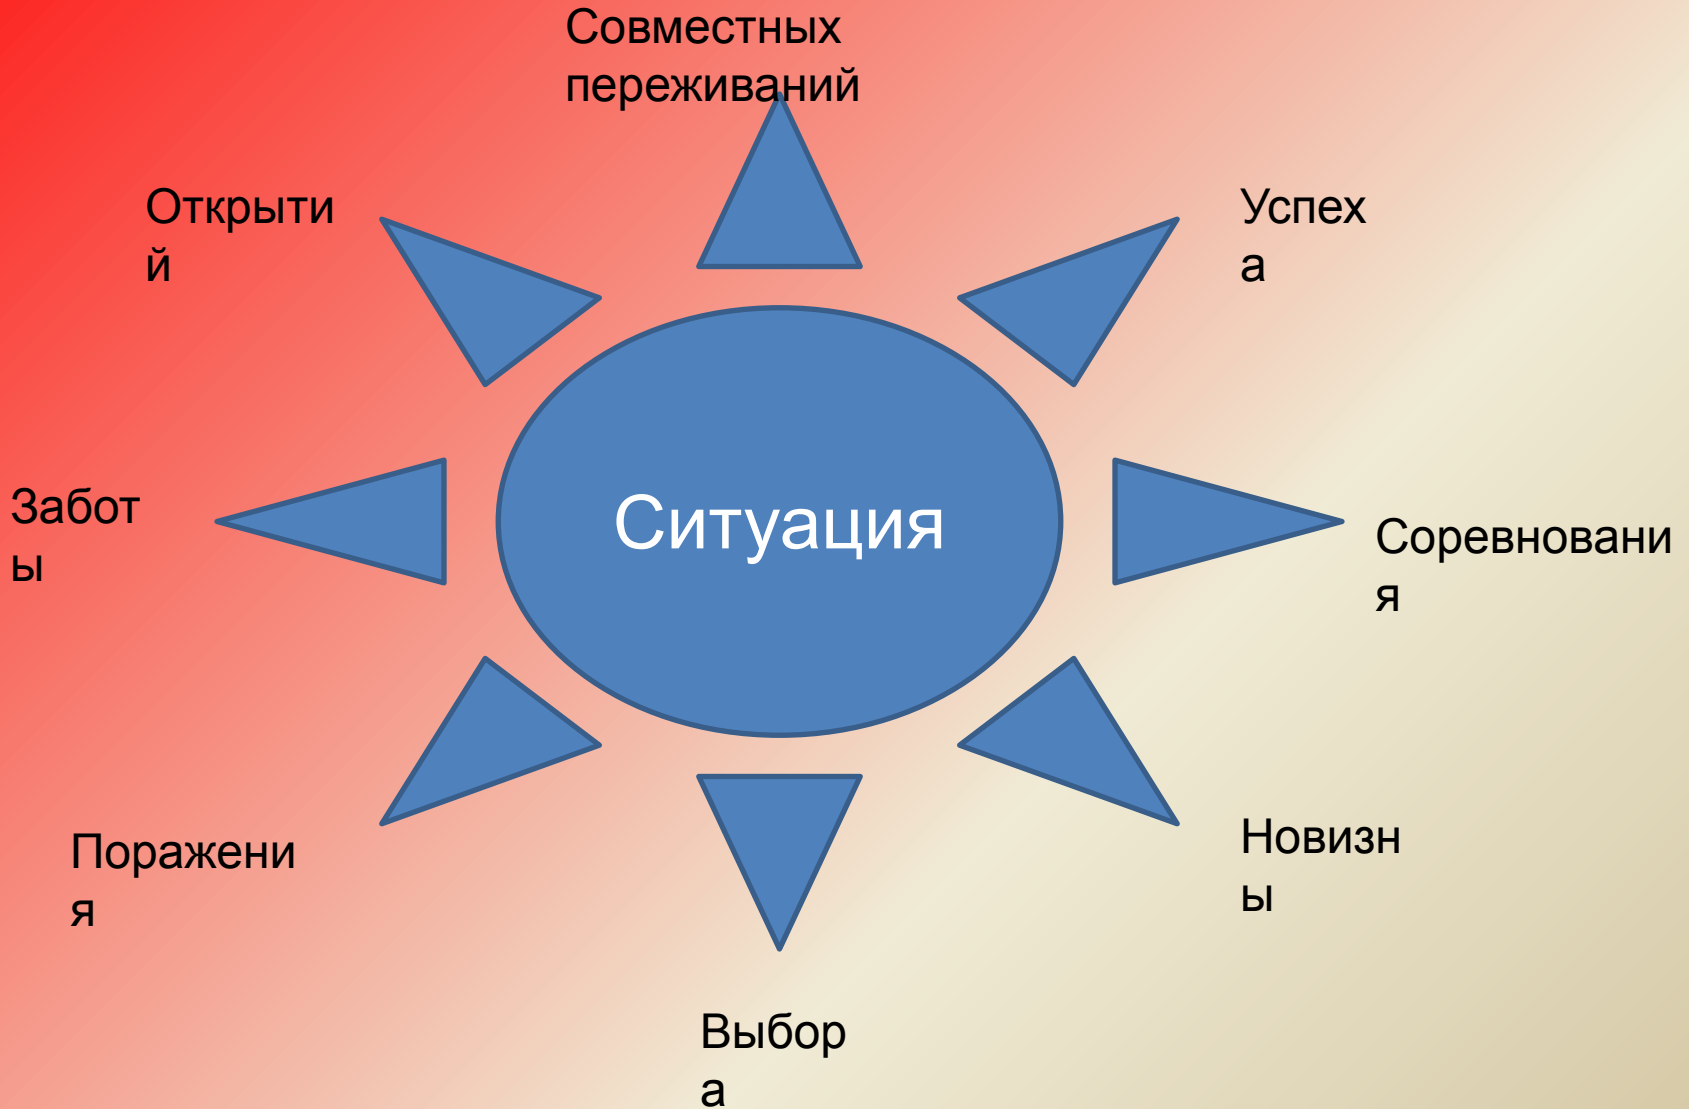 Совместных
переживаний
Открыти
й
Успех
а
Забот
ы
Ситуация
Соревновани
я
Поражени
я
Новизн
ы
Выбор
а